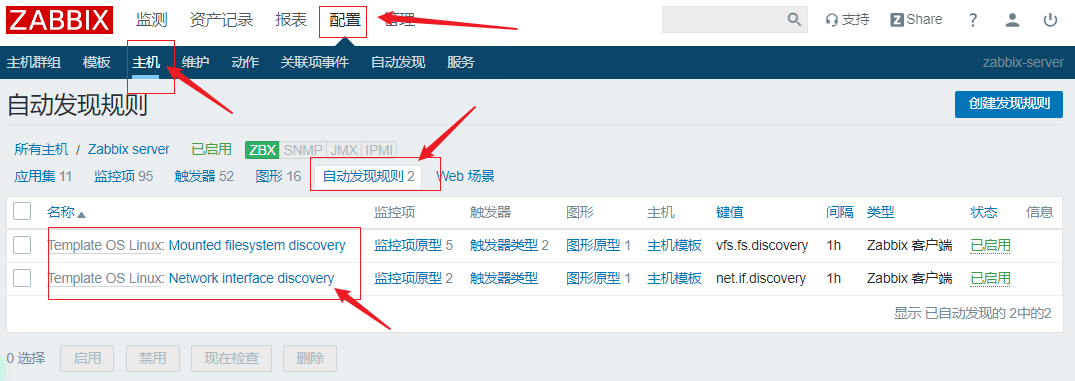 ZABBIX 监测 资产记录 报表 配置 管理 支持 Share ?
主机群组 模板 主机 维护 动作 关联项事件 自动发现 服务 zabbix-server
自动发现规则 创建发现规则
所有主机 / Zabbix server 已启用 ZBX SNMP JMX IPMI
应用集 11 监控项 95 触发器 52 图形 16 自动发现规则 2 Web 场景
名称 监控项 触发器 图形 主机 键值 间隔 类型 状态 信息
Template OS Linux: Mounted filesystem discovery 监控项原型 5 触发器类型 2 图形原型 1 主机模板 vfs.fs.discovery 1h Zabbix 客户端 已启用
Template OS Linux: Network interface discovery 监控项原型 2 触发器类型 图形原型 1 主机模板 net.if.discovery 1h Zabbix 客户端 已启用
显示 已自动发现的 2中的2
0 选择 启用 禁用 现在检查 删除